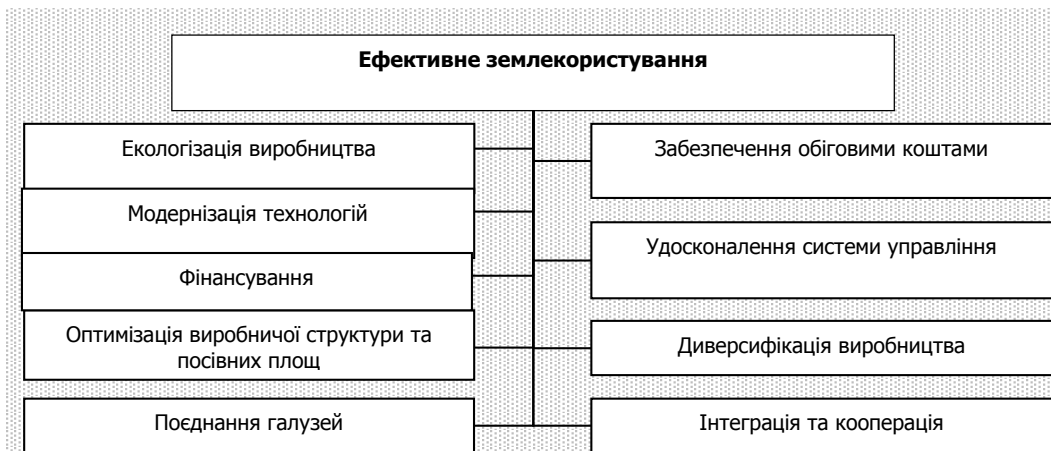 Ефективне землекористування
Екологізація виробництва
Модернізація технологій
Фінансування
Оптимізація виробничої структури та
посівних площ
Поєднання галузей
Забезпечення обіговими коштами
Удосконалення системи управління
Диверсифікація виробництва
Інтеграція та кооперація